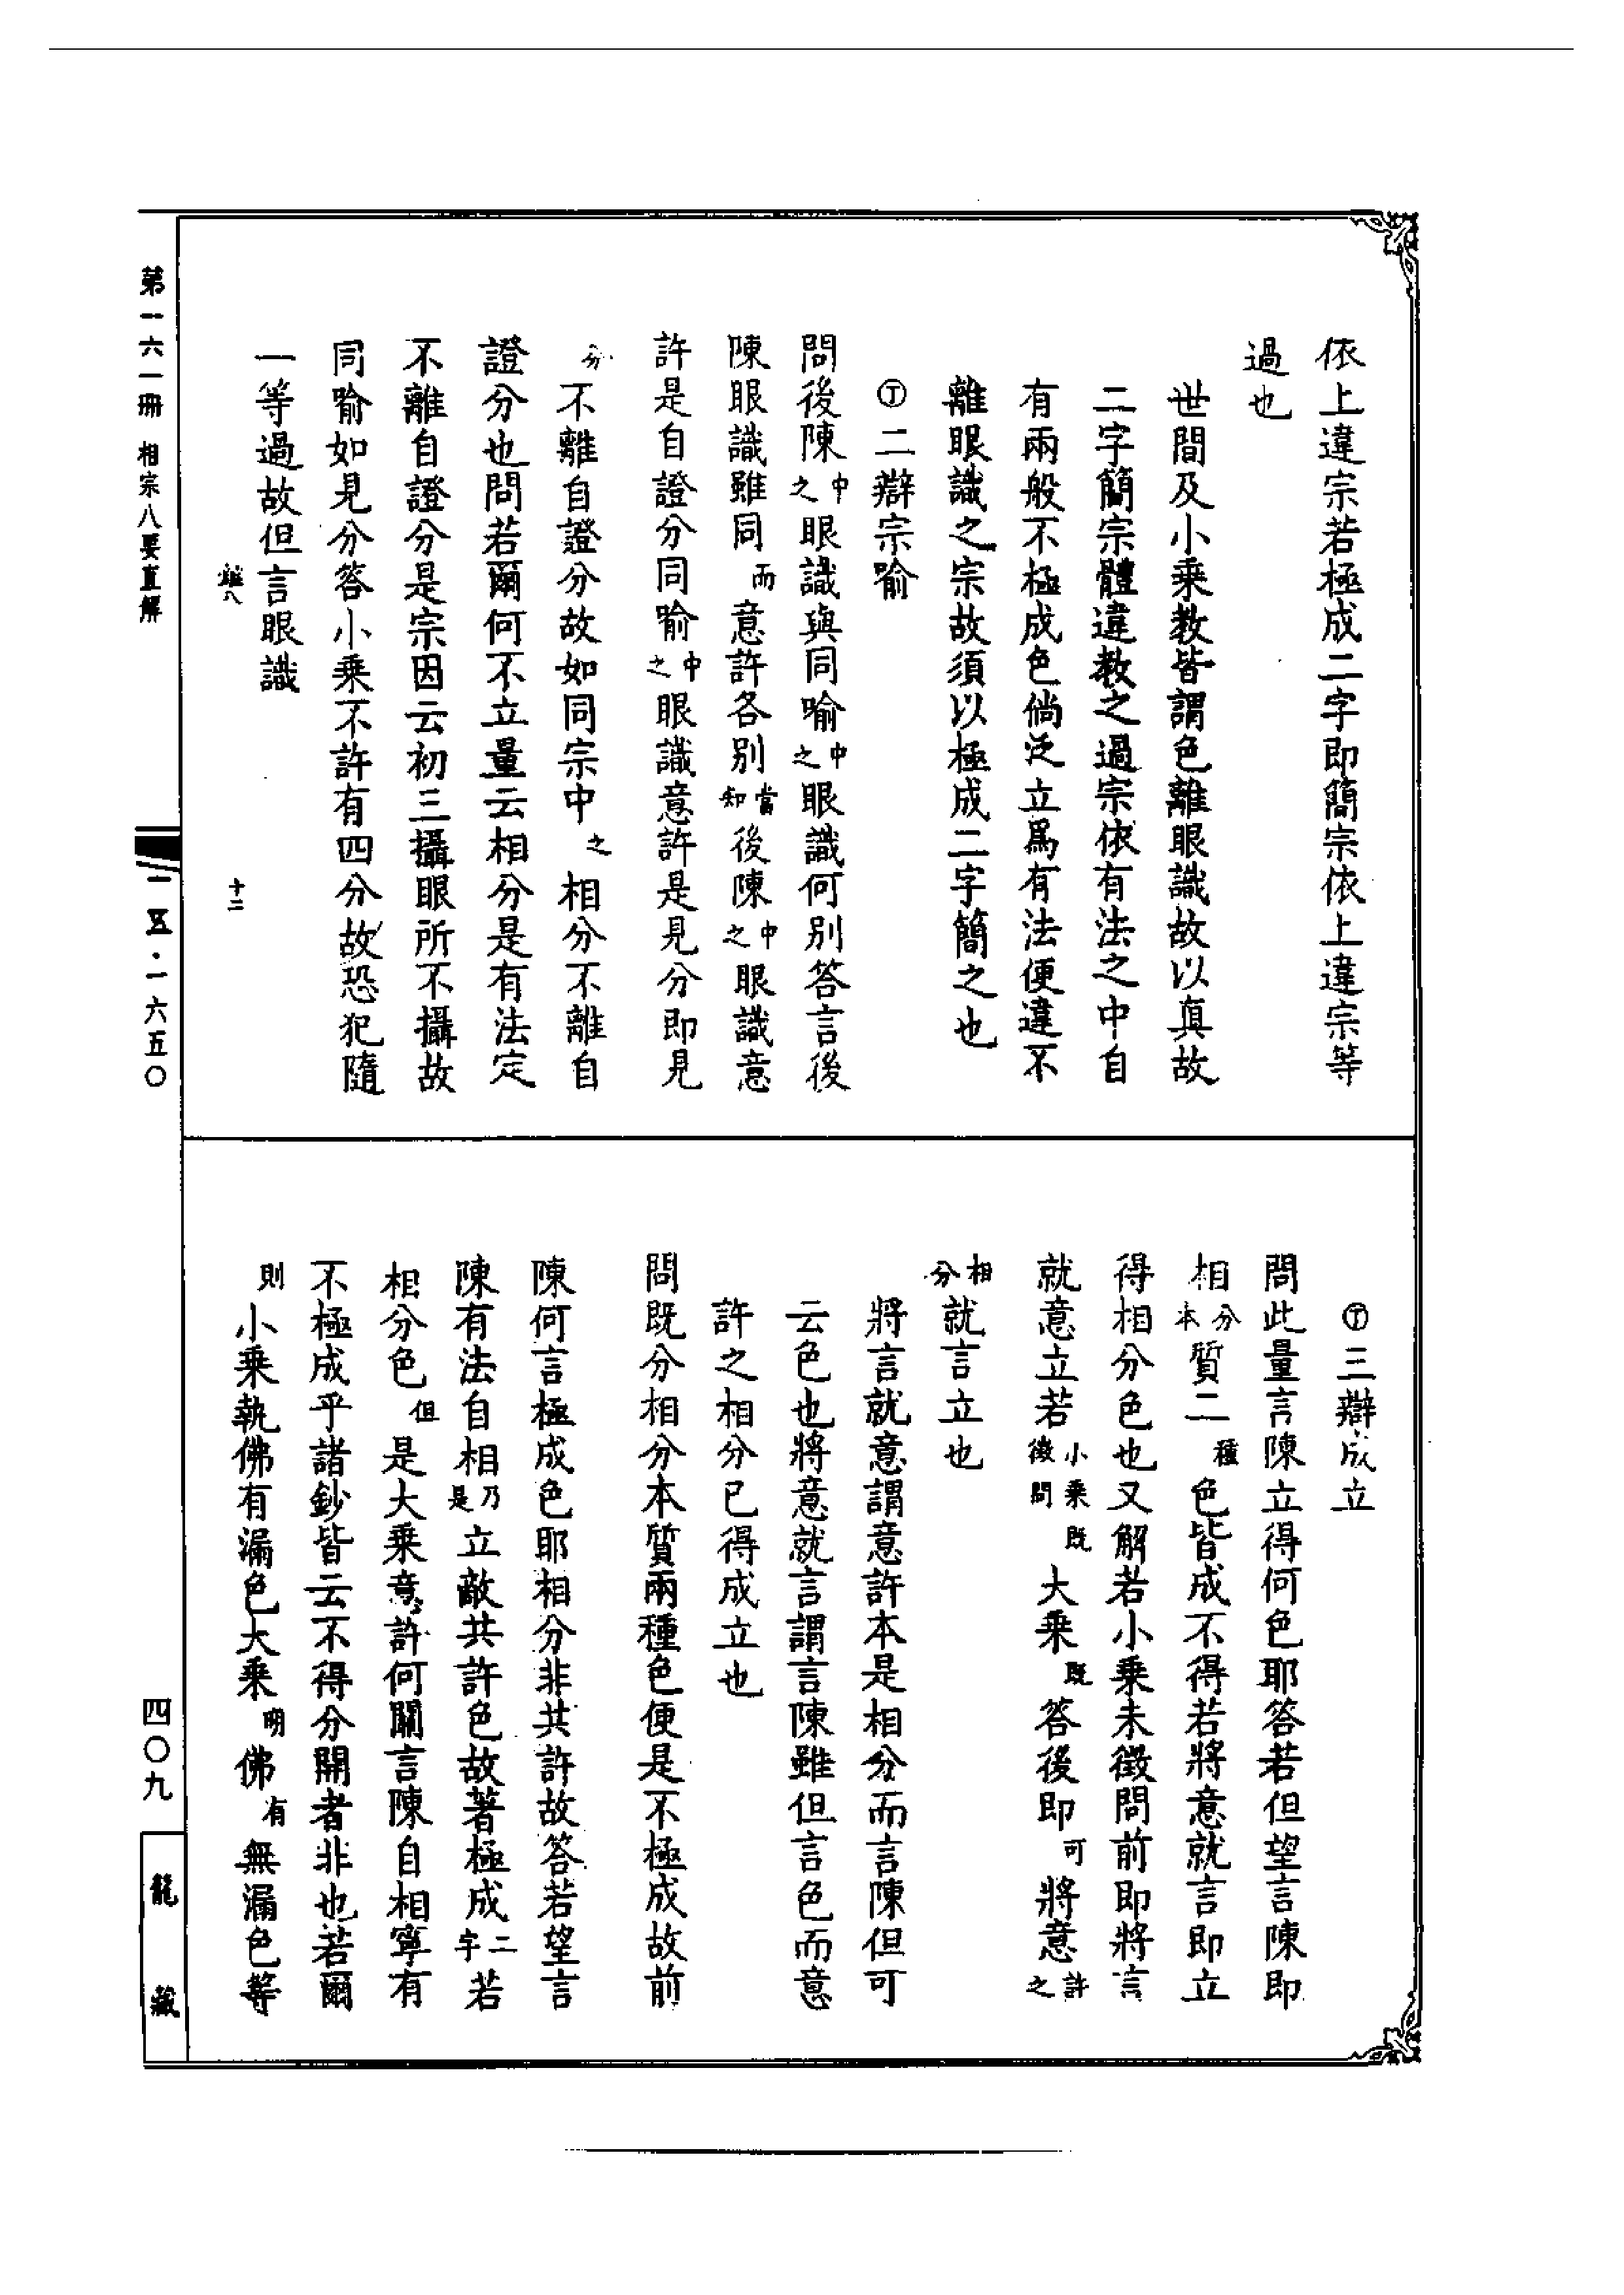 依上違宗若極成二字即簡宗依上違宗等
過也
世間及小乘教皆謂色離眼識故以真故
二字簡宗體違教之過宗依有法之中自
有兩般不極成色倘泛立爲有法便違不
離眼識之宗故須以極成二字簡之也
㊀二辯宗喻
問後陳中之眼識與同喻中之眼識何別答言後
陳眼識雖同而意許各別當知後陳中之眼識意
許是自證分同喻中之眼識意許是見分即見
分不離自證分故如同宗中之相分不離自
證分也問若爾何不立量云相分是有法定
不離自證分是宗因云初三攝眼所不攝故
同喻如見分答小乘不許有四分故恐犯隨
一等過故但言眼識
十二
三辯成立
問此量言陳立得何色耶答若但望言陳即
相分本質二種色皆成不得若將意就言即立
得相分色也又解若小乘未徵問前即將言
就意立若小乘徵問既大乘既答後即可將意許之
相分就言立也
將言就意謂意許本是相分而言陳但可
云色也將意就言謂言陳雖但言色而意
許之相分已得成立也
問既分相分本質兩種色便是不極成故前
陳何言極成色耶相分非共許故答若望言
陳有法自相乃是立敵共許色故著極成二字若
相分色但是大乘意許何關言陳自相寧有
不極成乎諸鈔皆云不得分開者非也若爾
則小乘執佛有漏色大乘明佛有無漏色等
第一六一冊 相宗八要直解
一五·一六五〇
四〇九
龍藏